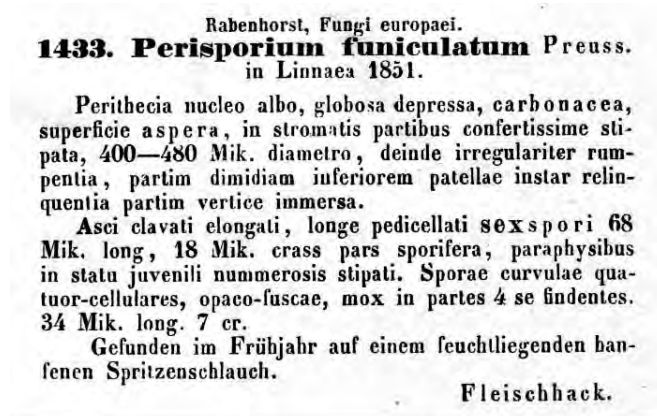 Rabenhorst, Fungi europaei.
1433. Perisporium funiculatum Preuss.
in Linnaea 1851.
Perithecia nucleo albo, globosa depressa, carbonacea,
superficie aspera, in stromatis partibus confertissime sti-
pata, 400—480 Mik. diametro, deinde irregulariter rum-
pentia, partim dimidiam inferiorem patellae instar relin-
quentia partim vertice immersa.
Asci clavati elongati, longe pedicellati sexspori 68
Mik. long, 18 Mik. crass pars sporifera, paraphysibus
in statu juvenili nummerosis stipati. Sporae curvulae qua-
tuor-cellulares, opaco-fuscae, mox in partes 4 se findentes.
34 Mik. long. 7 cr.
Gefunden im Frühjahr auf einem feuchtliegenden han-
fenen Spritzenschlauch.
Fleischhack.